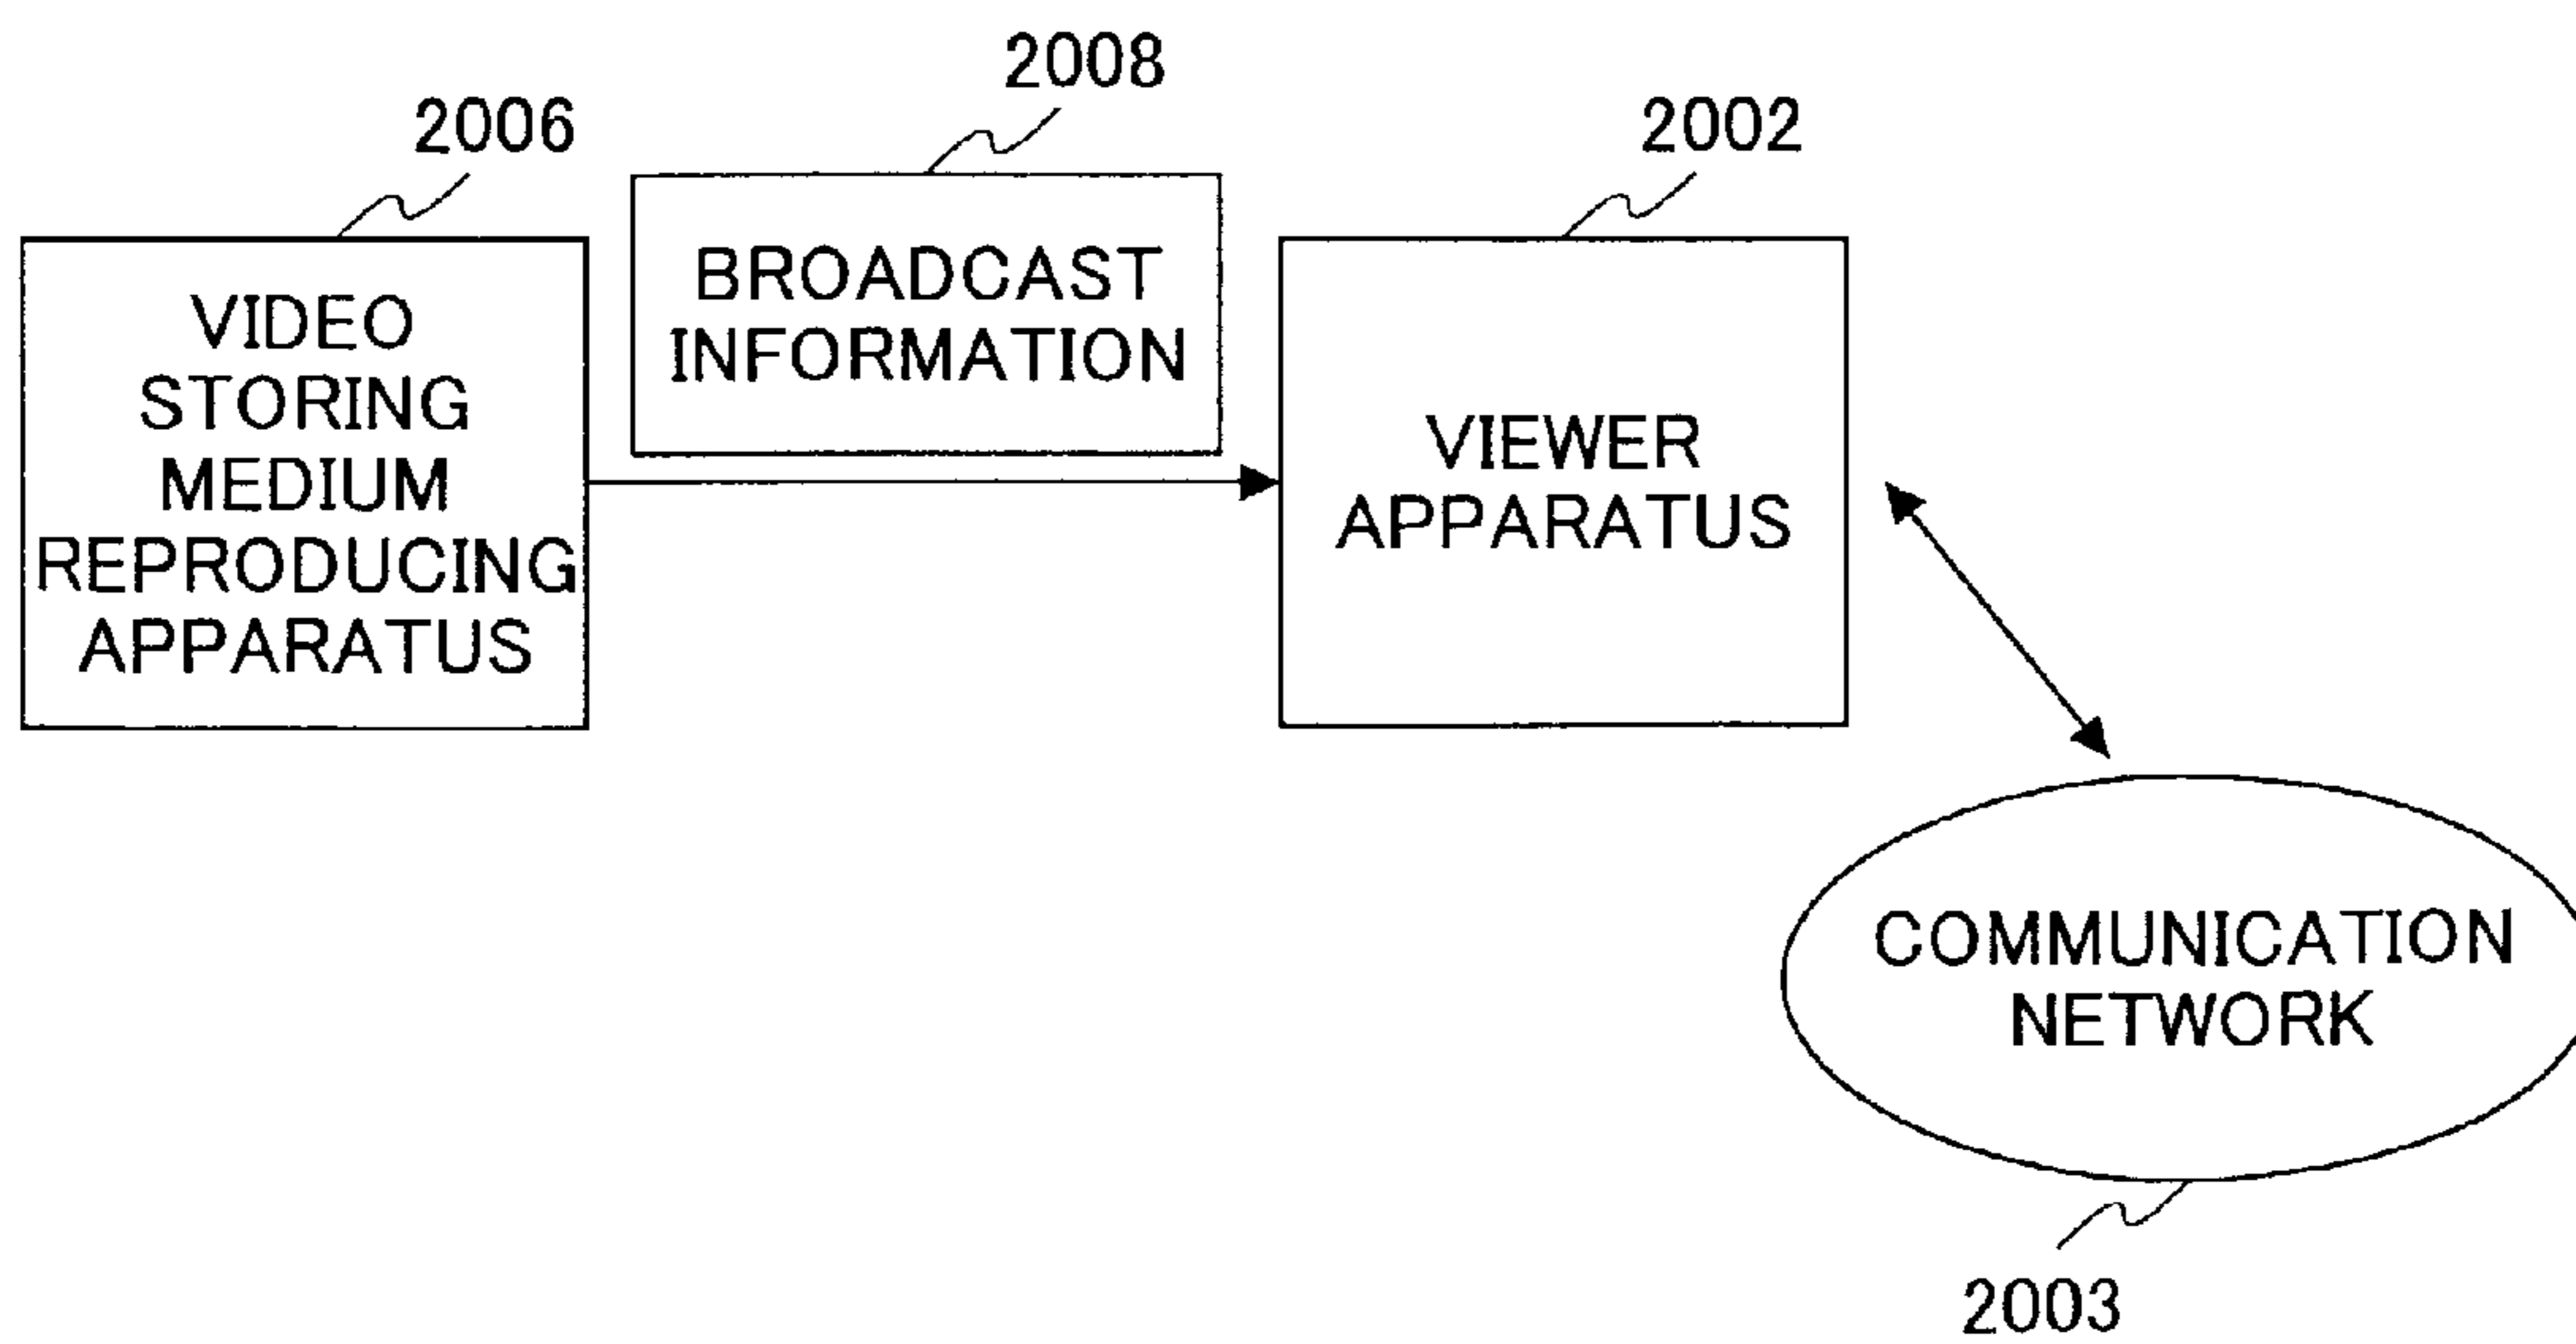 2008
2006
2002
BROADCAST
INFORMATION
VIDEO
STORING
MEDIUM
REPRODUCING
APPARATUS
VIEWER
APPARATUS
COMMUNICATION
NETWORK
2003